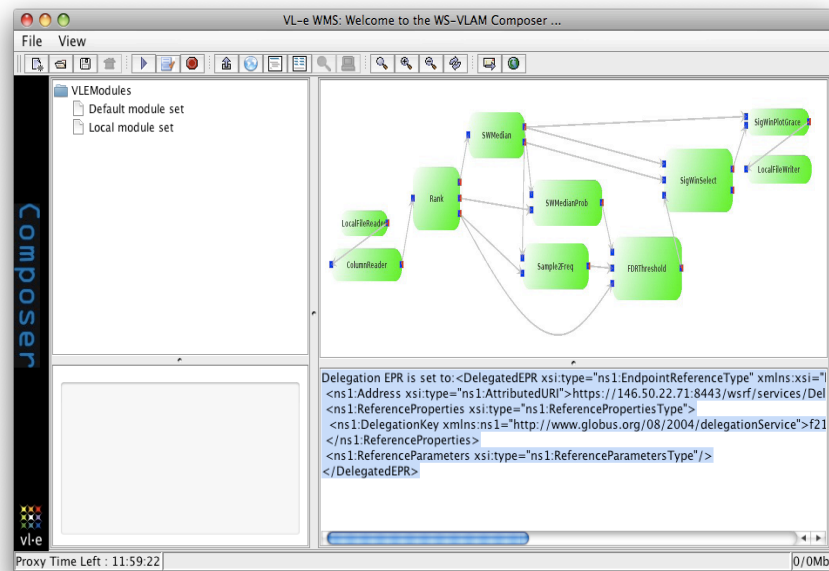 VL-e WMS: Welcome to the WS-VLAM Composer ...
File View
VLEModules
Default module set
Local module set
Composer
vl·e
SWMedian
SigWinPlotGrace
SigWinSelect
LocalFileWriter
Rank
SWMedianProb
LocalFileReader
ColumnReader
Sample2Freq
FDRThreshold
Delegation EPR is set to:<DelegatedEPR xsi:type="ns1:EndpointReferenceType" xmlns:xsi="
<ns1:Address xsi:type="ns1:AttributedURI">https://146.50.22.71:8443/wsrf/services/Del
<ns1:ReferenceProperties xsi:type="ns1:ReferencePropertiesType">
<ns1:DelegationKey xmlns:ns1="http://www.globus.org/08/2004/delegationService">f21
</ns1:ReferenceProperties>
<ns1:ReferenceParameters xsi:type="ns1:ReferenceParametersType"/>
</DelegatedEPR>
Proxy Time Left : 11:59:22
0/0Mb